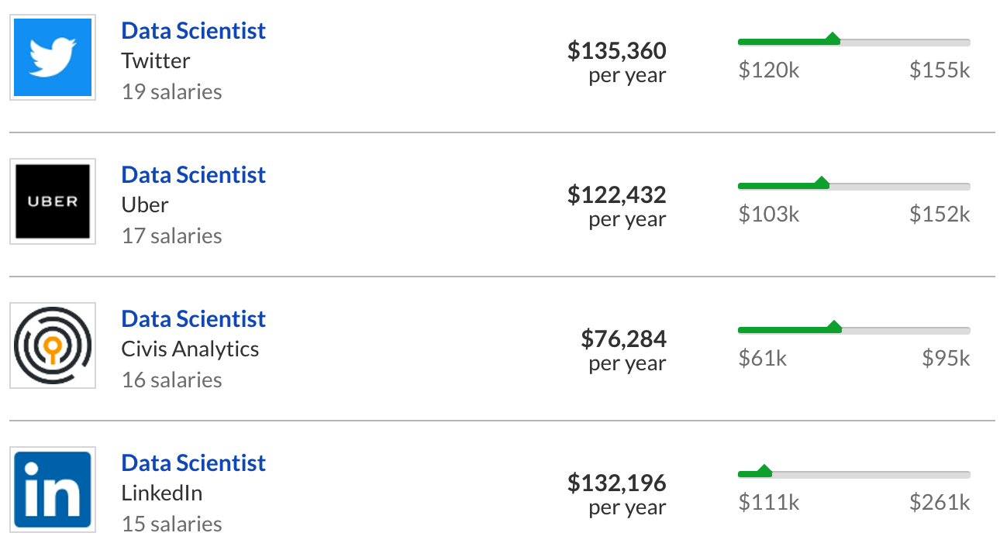 Data Scientist
Twitter
19 salaries
$135,360
per year
$120k $155k
UBER
Data Scientist
Uber
17 salaries
$122,432
per year
$103k $152k
Data Scientist
Civis Analytics
16 salaries
$76,284
per year
$61k $95k
in
Data Scientist
LinkedIn
15 salaries
$132,196
per year
$111k $261k